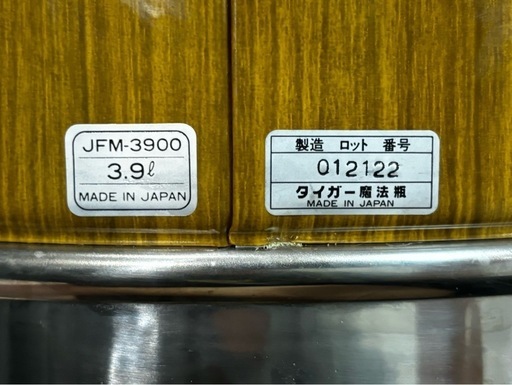 JFM-3900
3.9ℓ
MADE IN JAPAN
製造 ロット 番号
012122
タイガー魔法瓶
MADE IN JAPAN